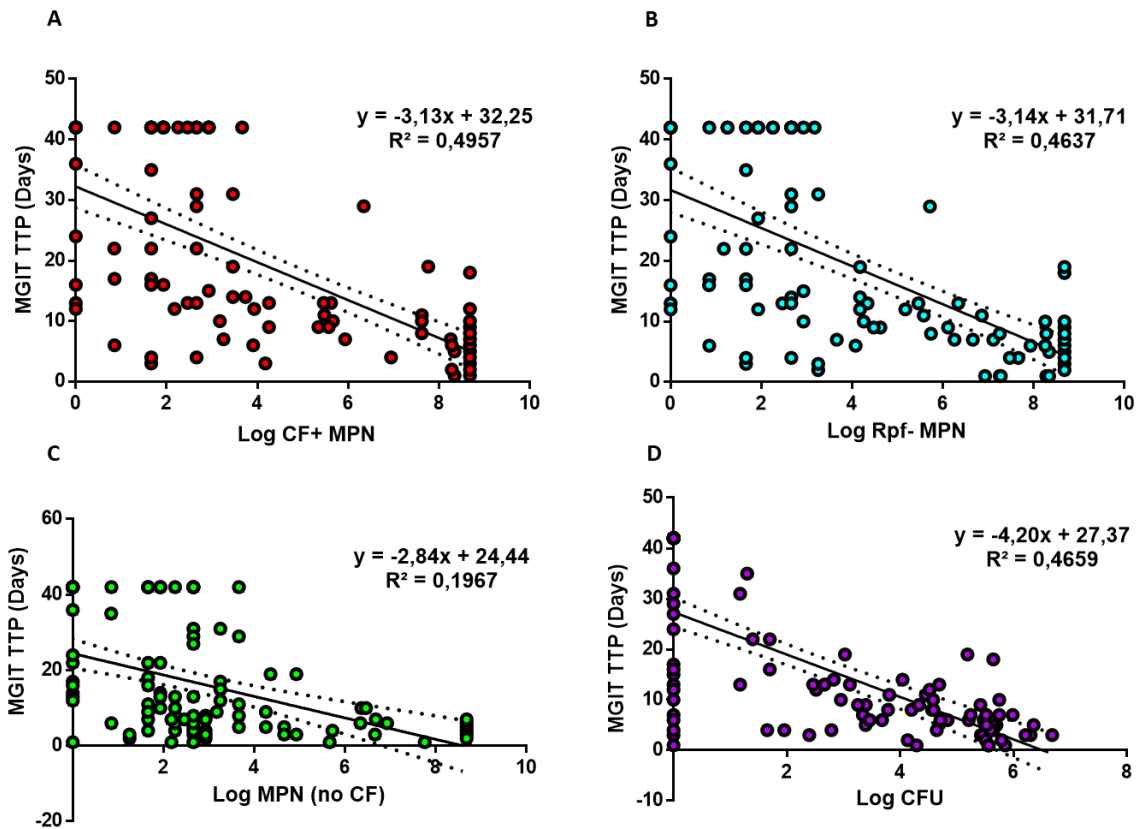 A
50
40
30
20
10
0
MGIT TTP (Days)
y = -3,13x + 32,25
R² = 0,4957
0 2 4 6 8 10
Log CF+ MPN
B
50
40
30
20
10
0
MGIT TTP (Days)
y = -3,14x + 31,71
R² = 0,4637
0 2 4 6 8 10
Log Rpf- MPN
C
60
40
20
0
-20
MGIT TTP (Days)
y = -2,84x + 24,44
R² = 0,1967
2 4 6 8 10
Log MPN (no CF)
D
50
40
30
20
10
0
-10
MGIT TTP (Days)
y = -4,20x + 27,37
R² = 0,4659
2 4 6 8
Log CFU